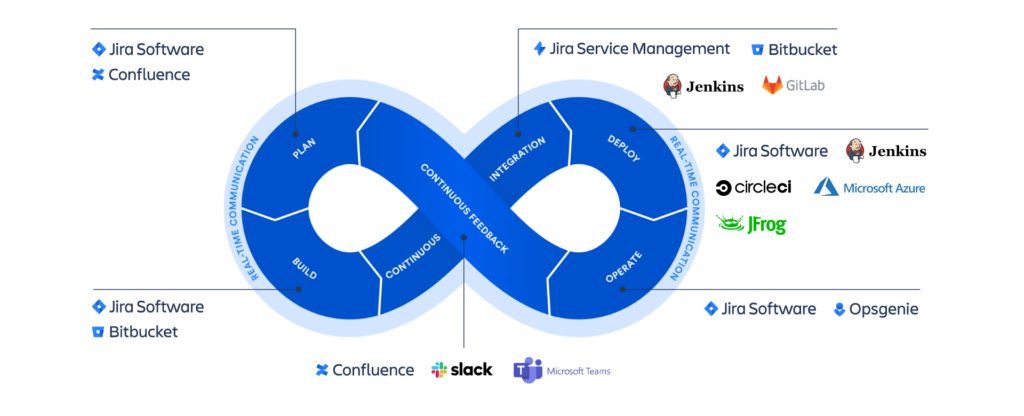 Jira Software
Confluence
Jira Service Management Bitbucket
Jenkins GitLab
Jira Software Jenkins
circleci Microsoft Azure
JFrog
REAL-TIME COMMUNICATION
PLAN
BUILD
CONTINUOUS
INTEGRATION
CONTINUOUS FEEDBACK
DEPLOY
OPERATE
REAL-TIME COMMUNICATION
Jira Software
Bitbucket
Jira Software Opsgenie
Confluence slack Microsoft Teams